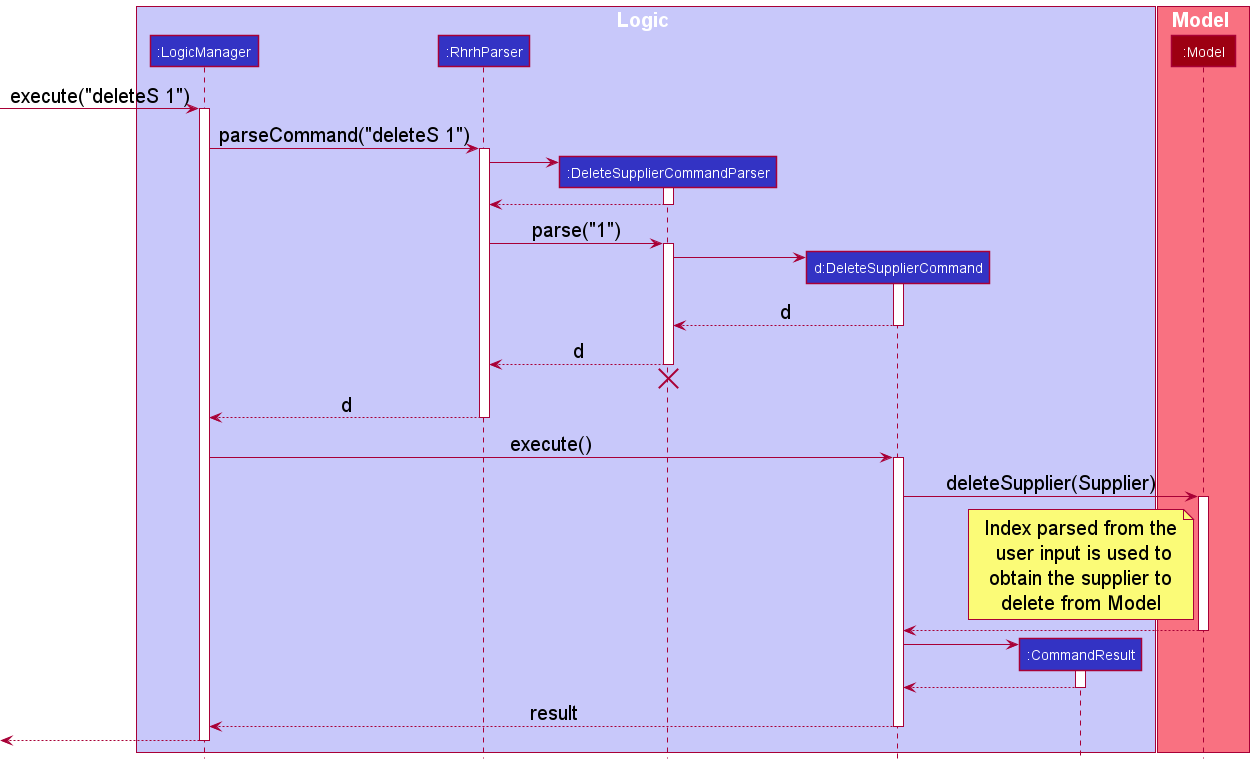 Logic
Model
:LogicManager
:RhrhParser
:Model
execute("deleteS 1")
parseCommand("deleteS 1")
:DeleteSupplierCommandParser
parse("1")
d:DeleteSupplierCommand
d
d
d
execute()
deleteSupplier(Supplier)
Index parsed from the
user input is used to
obtain the supplier to
delete from Model
:CommandResult
result